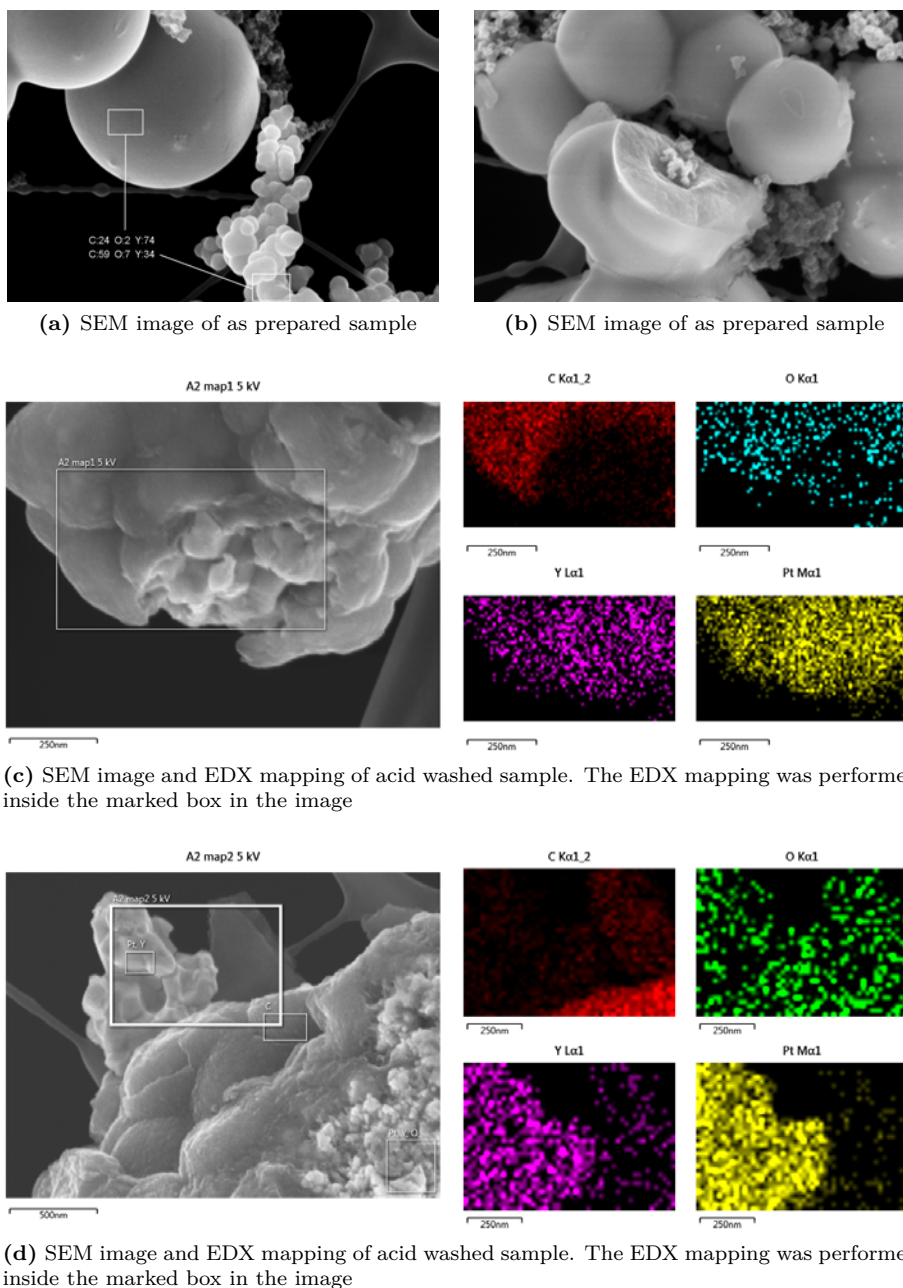 C:24 O:2 Y:74
C:59 O:7 Y:34
(a) SEM image of as prepared sample
(b) SEM image of as prepared sample
A2 map1 5 kV
A2 map1 5 kV
250nm
C Kα1_2
250nm
O Kα1
250nm
Y Lα1
250nm
Pt Mα1
250nm
(c) SEM image and EDX mapping of acid washed sample. The EDX mapping was performe
inside the marked box in the image
A2 map2 5 kV
A2 map2 5 kV
Pt, Y
C
Pt, Y, O
500nm
C Kα1_2
250nm
O Kα1
250nm
Y Lα1
250nm
Pt Mα1
250nm
(d) SEM image and EDX mapping of acid washed sample. The EDX mapping was performe
inside the marked box in the image